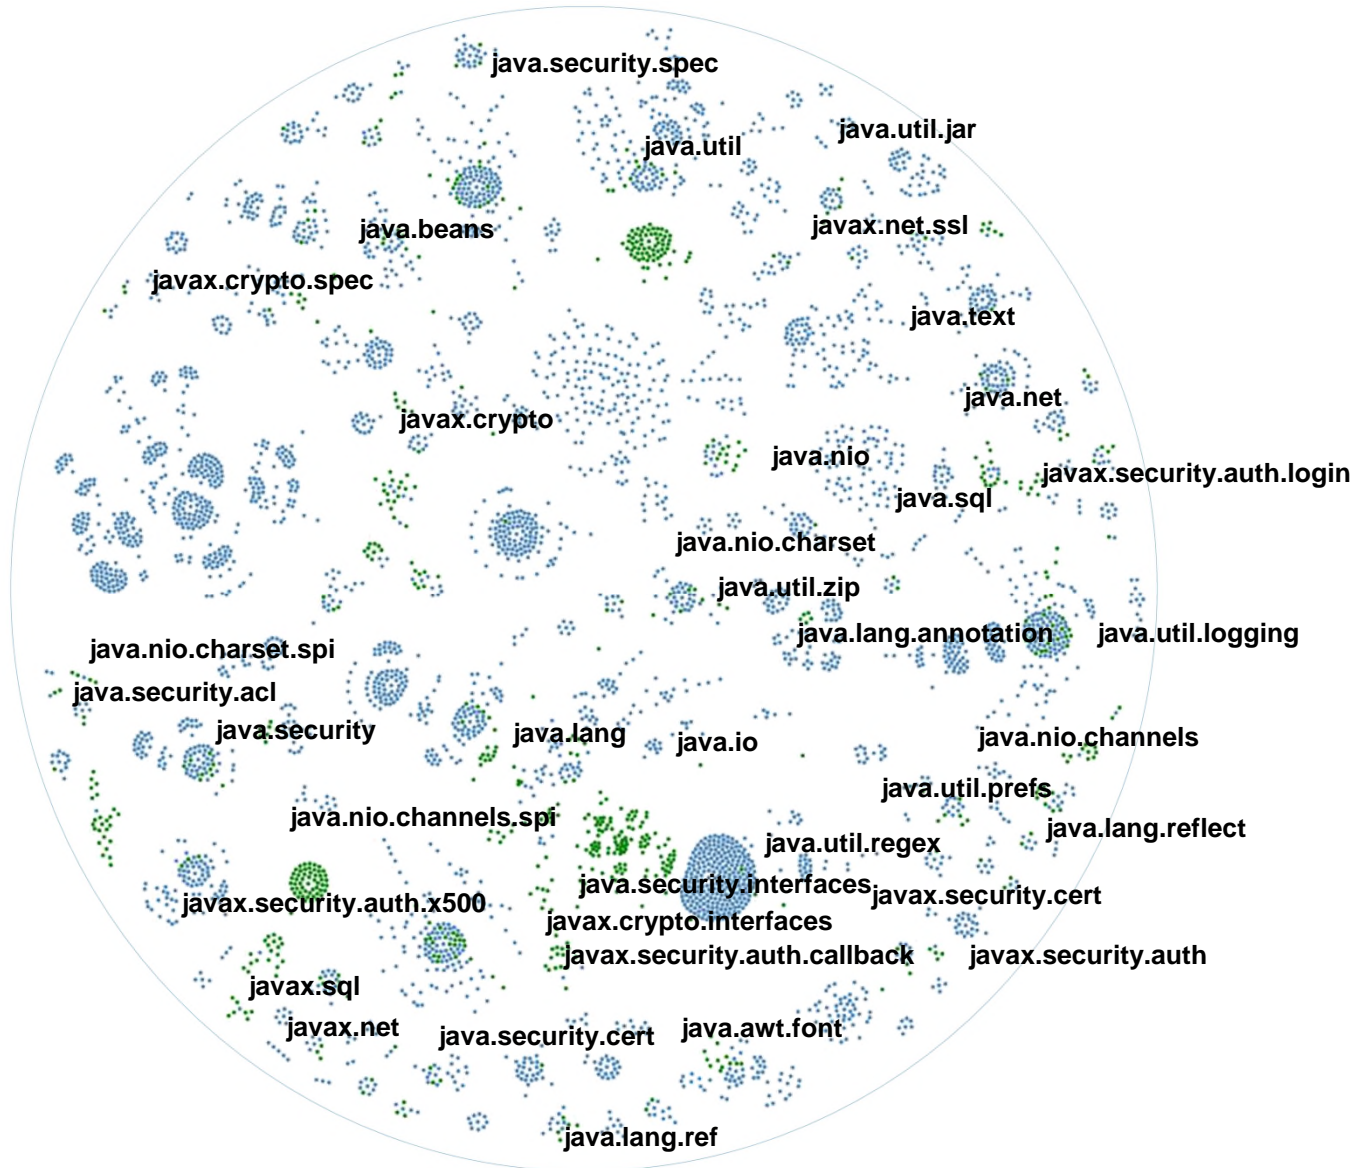 java.security.spec
java.util.jar
java.util
javax.net.ssl
java.beans
javax.crypto.spec
java.text
java.net
javax.crypto
java.nio
javax.security.auth.login
java.sql
java.nio.charset
java.util.zip
java.lang.annotation
java.util.logging
java.nio.charset.spi
java.security.acl
java.security
java.lang
java.io
java.nio.channels
java.util.prefs
java.nio.channels.spi
java.lang.reflect
java.util.regex
java.security.interfaces
javax.security.cert
javax.security.auth.x500
javax.crypto.interfaces
javax.security.auth.callback
javax.security.auth
javax.sql
javax.net
java.security.cert
java.awt.font
java.lang.ref